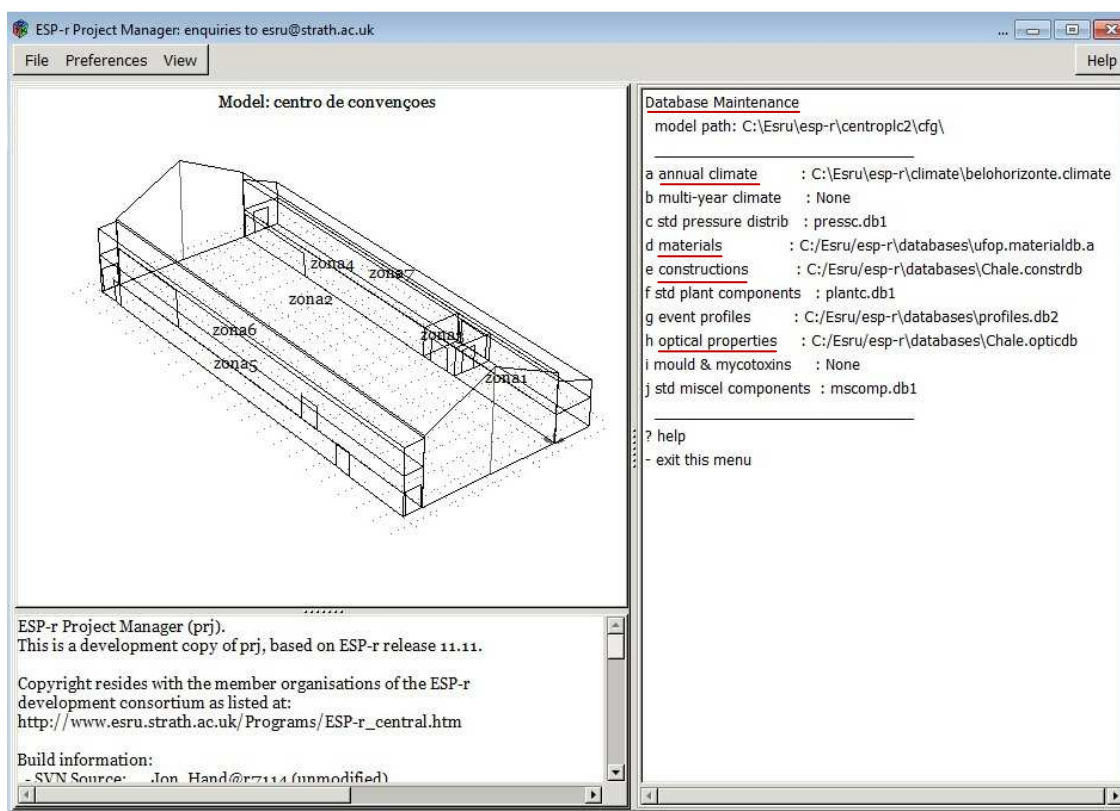 ESP-r Project Manager: enquiries to esru@strath.ac.uk
...
File Preferences View
Help
Model: centro de convençoes
zona4
zona7
zona2
zona6
zona5
zona1
Database Maintenance
model path: C:\Esru\esp-r\centroplc2\cfg\
a annual climate : C:\Esru\esp-r\climate\belohorizonte.climate
b multi-year climate : None
c std pressure distrib : pressc.db1
d materials : C:/Esru/esp-r\databases\ufop.materialdb.a
e constructions : C:/Esru/esp-r\databases\Chale.constrdb
f std plant components : plantc.db1
g event profiles : C:/Esru/esp-r\databases\profiles.db2
h optical properties : C:/Esru/esp-r\databases\Chale.opticdb
i mould & mycotoxins : None
j std miscel components : mscomp.db1
? help
- exit this menu
ESP-r Project Manager (prj).
This is a development copy of prj, based on ESP-r release 11.11.
Copyright resides with the member organisations of the ESP-r
development consortium as listed at:
http://www.esru.strath.ac.uk/Programs/ESP-r_central.htm
Build information:
- SVN Source: Jon_Hand@r7114 (unmodified)